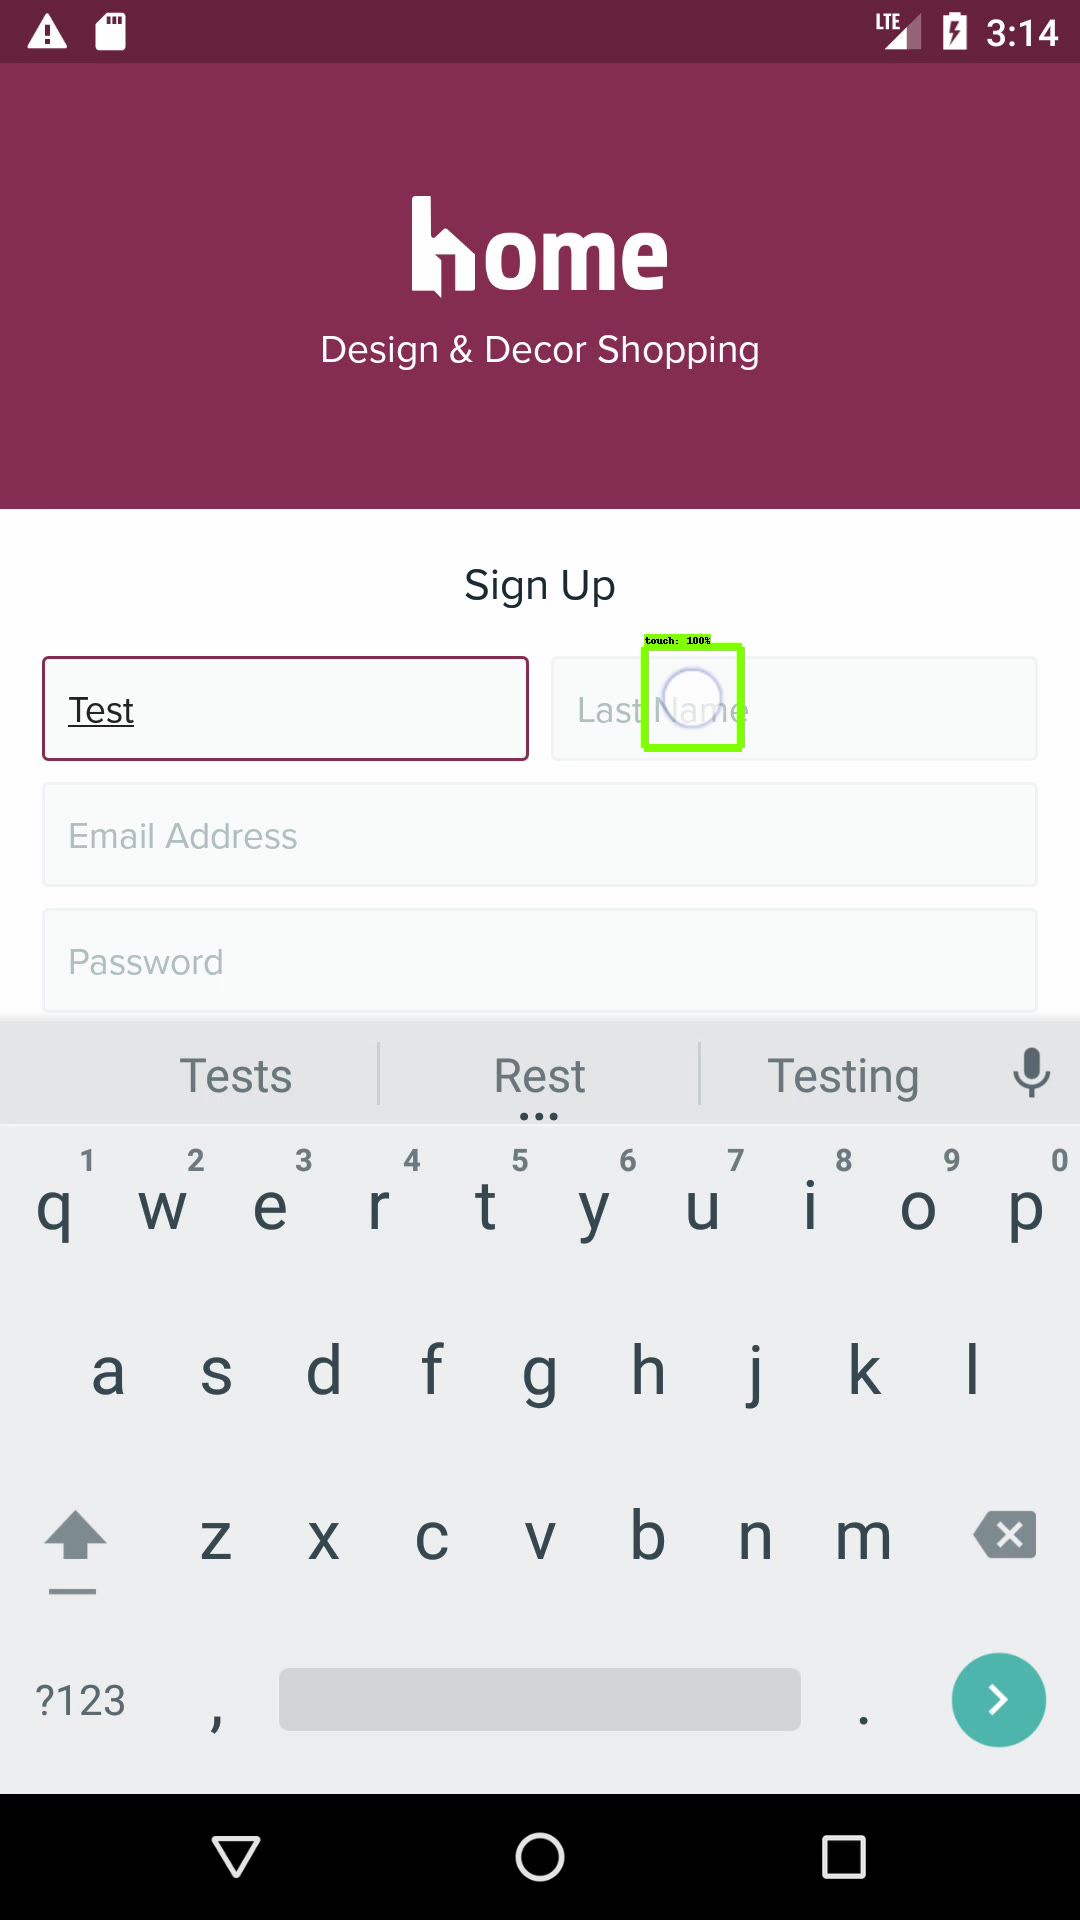 LTE 3:14
home
Design & Decor Shopping
Sign Up
touch: 100%
Test Last Name
Email Address
Password
Tests Rest Testing
1 2 3 4 5 6 7 8 9 0
q w e r t y u i o p
a s d f g h j k l
z x c v b n m
?123 , .